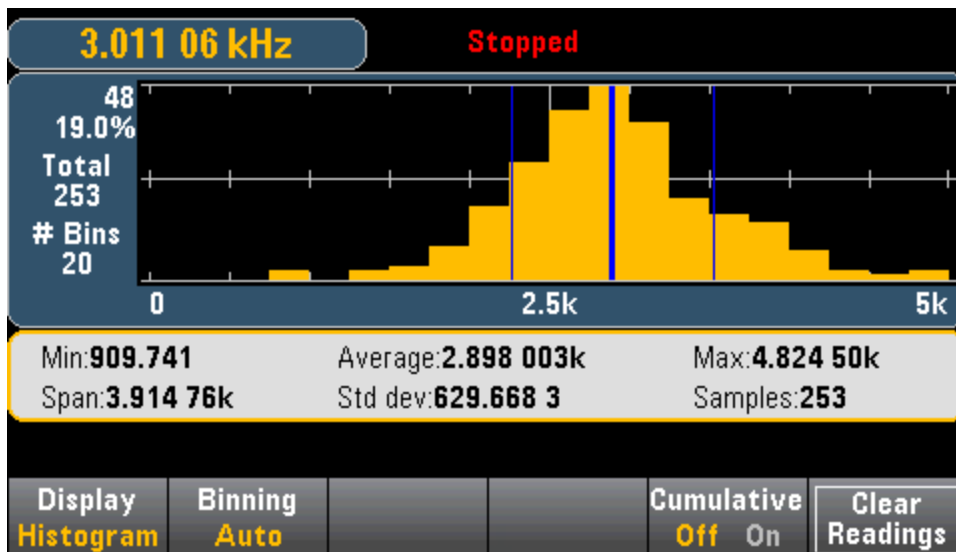 3.011 06 kHz
Stopped
48
19.0%
Total
253
# Bins
20
0 2.5k 5k
Min:909.741 Average:2.898 003k Max:4.824 50k
Span:3.914 76k Std dev:629.668 3 Samples:253
Display Binning Cumulative Clear
Histogram Auto Off On Readings